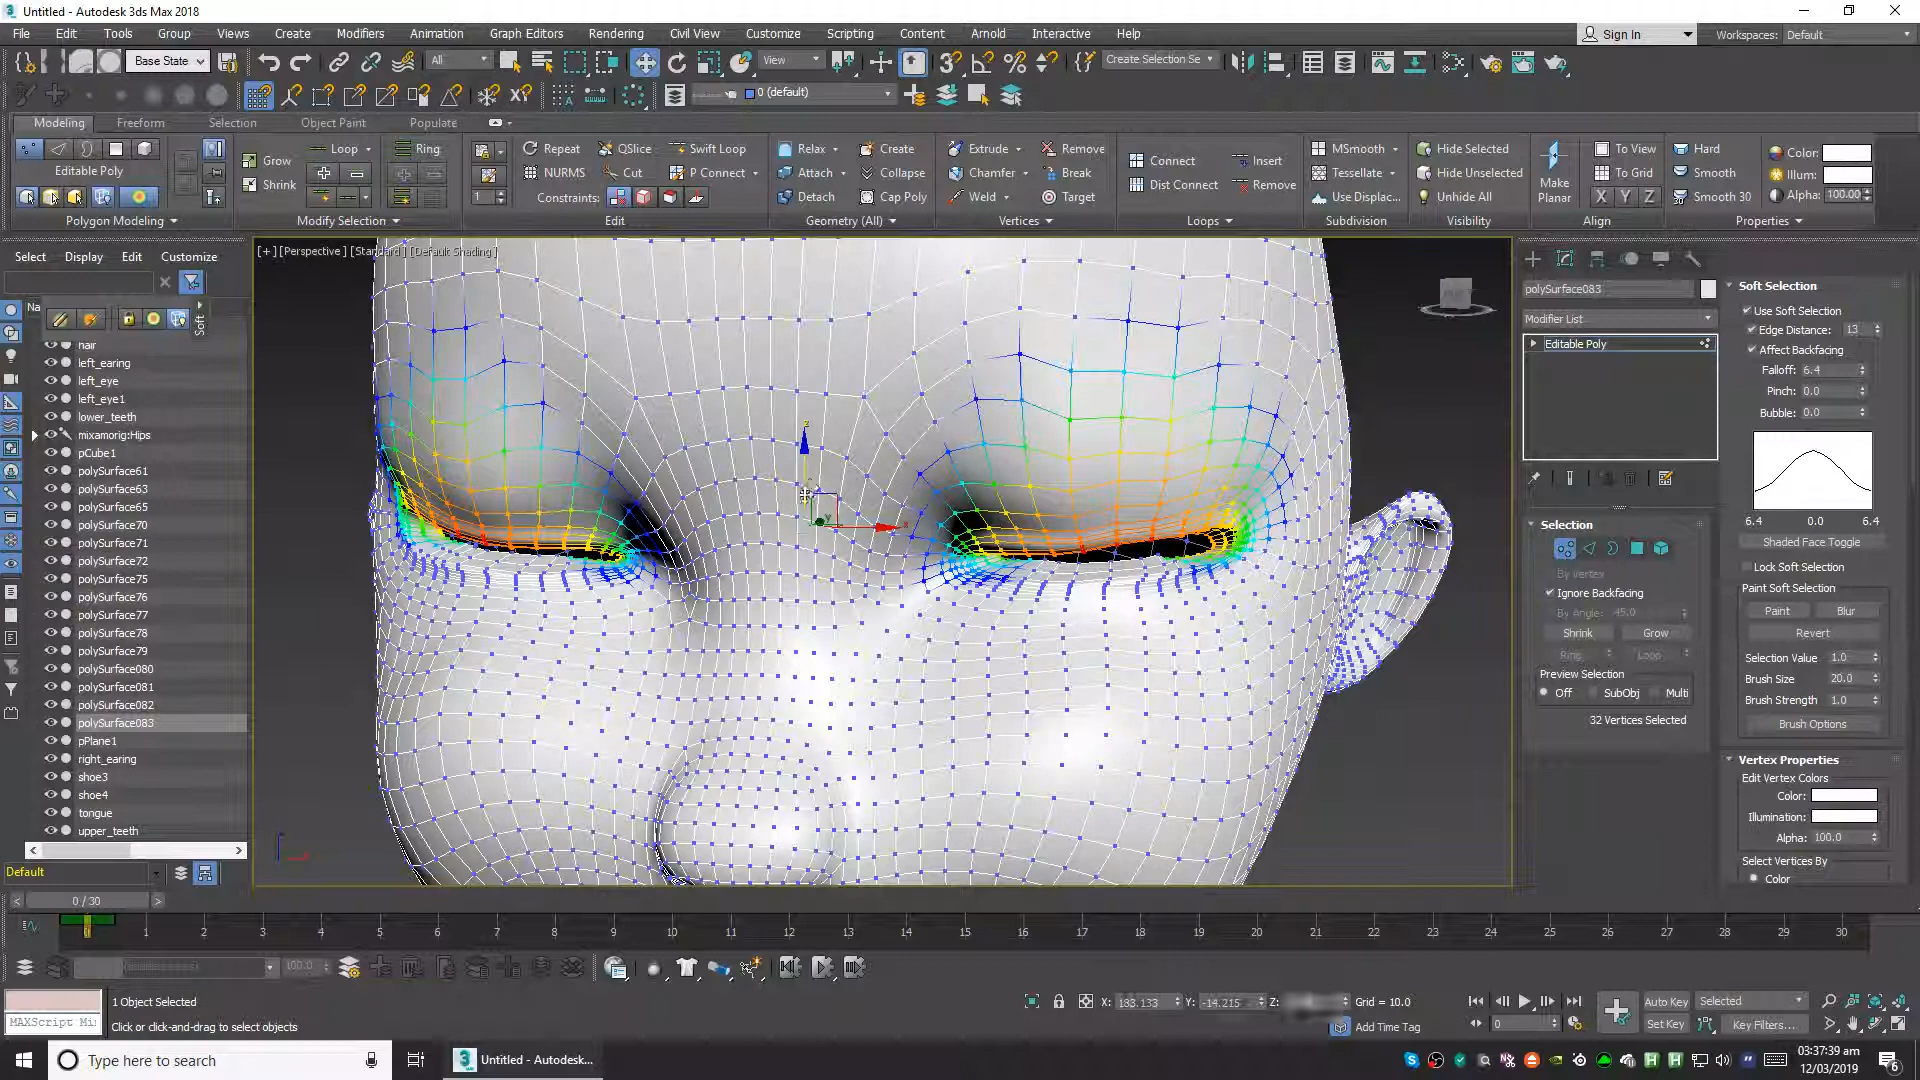 Untitled - Autodesk 3ds Max 2018
File Edit Tools Group Views Create Modifiers Animation Graph Editors Rendering Civil View Customize Scripting Content Arnold Interactive Help
Sign In Workspaces: Default
Base State All View Create Selection Se
0 (default)
Modeling Freeform Selection Object Paint Populate
Loop Ring Repeat QSlice Swift Loop Relax Create Extrude Remove MSmooth Hide Selected To View Hard Color:
Editable Poly Grow NURMS Cut P Connect Attach Collapse Chamfer Break Connect Insert Tessellate Hide Unselected Make Planar To Grid Smooth Illum:
Shrink 1 Constraints: Detach Cap Poly Weld Target Dist Connect Remove Use Displac... Unhide All X Y Z Smooth 30 Alpha: 100.00
Polygon Modeling Modify Selection Edit Geometry (All) Vertices Loops Subdivision Visibility Align Properties
Select Display Edit Customize
[+] [Perspective] [Standard] [Default Shading]
Na
Soft
hair
left_earing
left_eye
left_eye1
lower_teeth
mixamorig:Hips
pCube1
polySurface61
polySurface63
polySurface65
polySurface70
polySurface71
polySurface72
polySurface75
polySurface76
polySurface77
polySurface78
polySurface79
polySurface080
polySurface081
polySurface082
polySurface083
pPlane1
right_earing
shoe3
shoe4
tongue
upper_teeth
Default
z
x
y
polySurface083
Modifier List
Editable Poly
Selection
By Vertex
Ignore Backfacing
By Angle: 45.0
Shrink Grow
Ring Loop
Preview Selection
Off SubObj Multi
32 Vertices Selected
Soft Selection
Use Soft Selection
Edge Distance: 13
Affect Backfacing
Falloff: 6.4
Pinch: 0.0
Bubble: 0.0
6.4 0.0 6.4
Shaded Face Toggle
Lock Soft Selection
Paint Soft Selection
Paint Blur
Revert
Selection Value 1.0
Brush Size 20.0
Brush Strength 1.0
Brush Options
Vertex Properties
Edit Vertex Colors
Color:
Illumination:
Alpha: 100.0
Select Vertices By
Color
0 / 30
1 2 3 4 5 6 7 8 9 10 11 12 13 14 15 16 17 18 19 20 21 22 23 24 25 26 27 28 29 30
100.0
1 Object Selected
X: 183.133 Y: -14.215 Z: Grid = 10.0
Auto Key Selected
MAXScript Mi
Click or click-and-drag to select objects
Add Time Tag
0
Set Key Key Filters...
Type here to search
Untitled - Autodesk...
03:37:39 am
12/03/2019
6